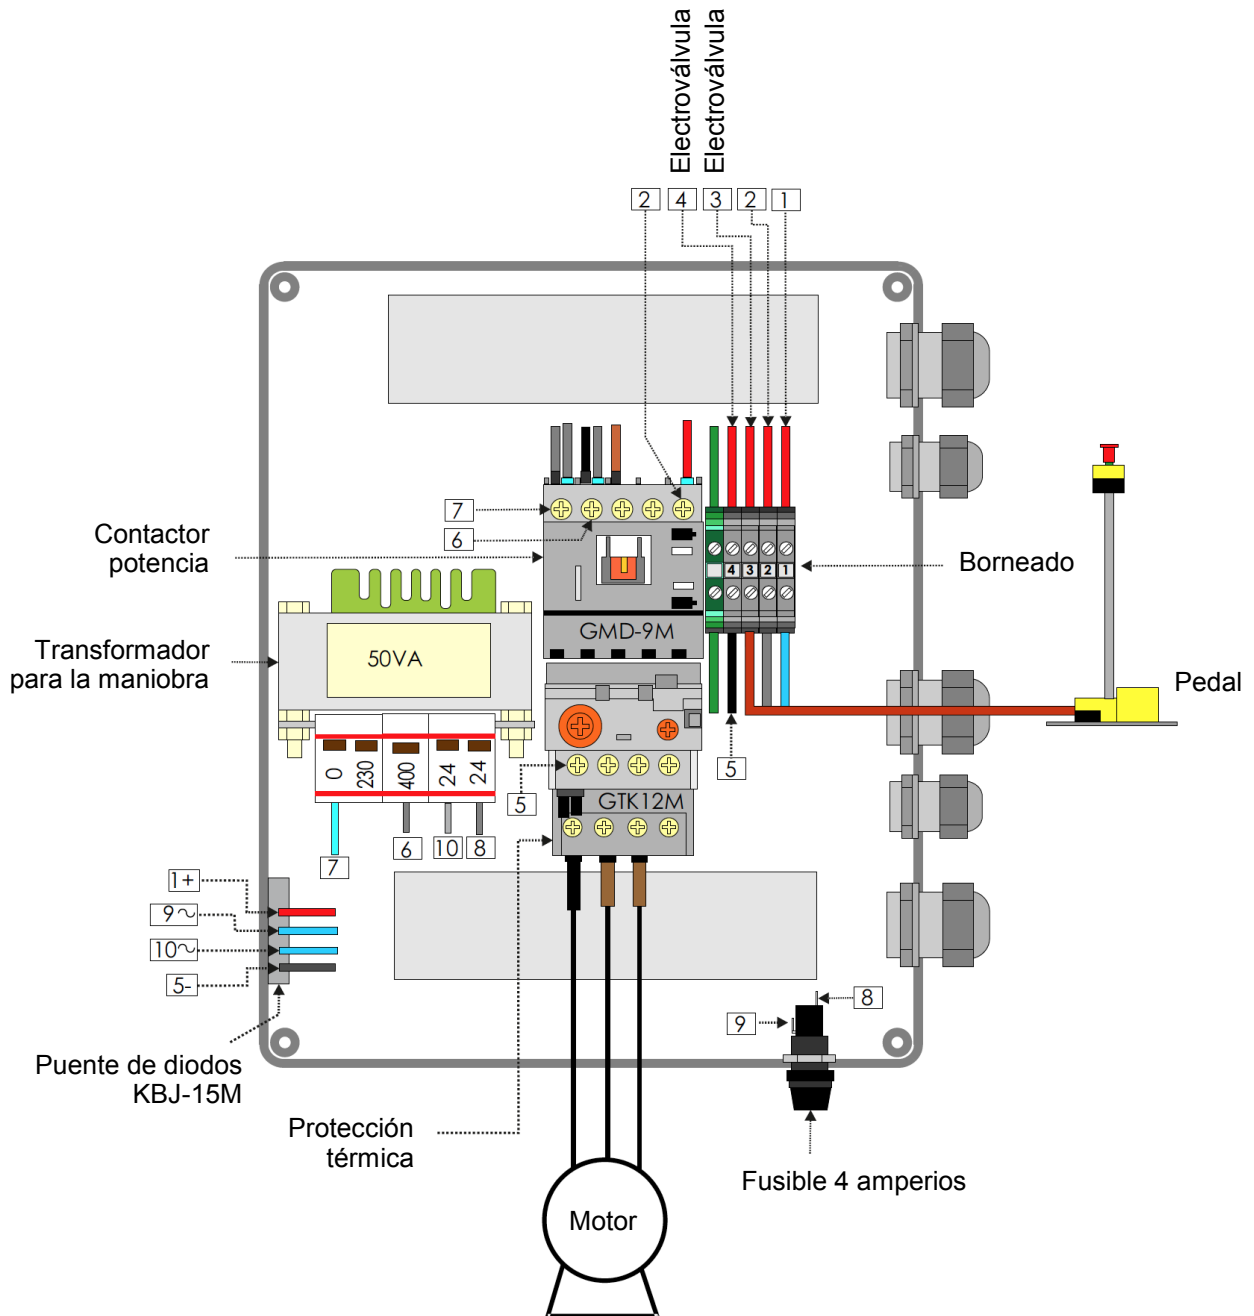 Electroválvula
Electroválvula
2 4 3 2 1
7
6
Contactor
potencia
Borneado
4 3 2 1
GMD-9M
50VA
Transformador
para la maniobra
Pedal
0 230 400 24 24
5
5
GTK12M
7 6 10 8
1+
9~
10~
5-
8
9
Puente de diodos
KBJ-15M
Protección
térmica
Fusible 4 amperios
Motor